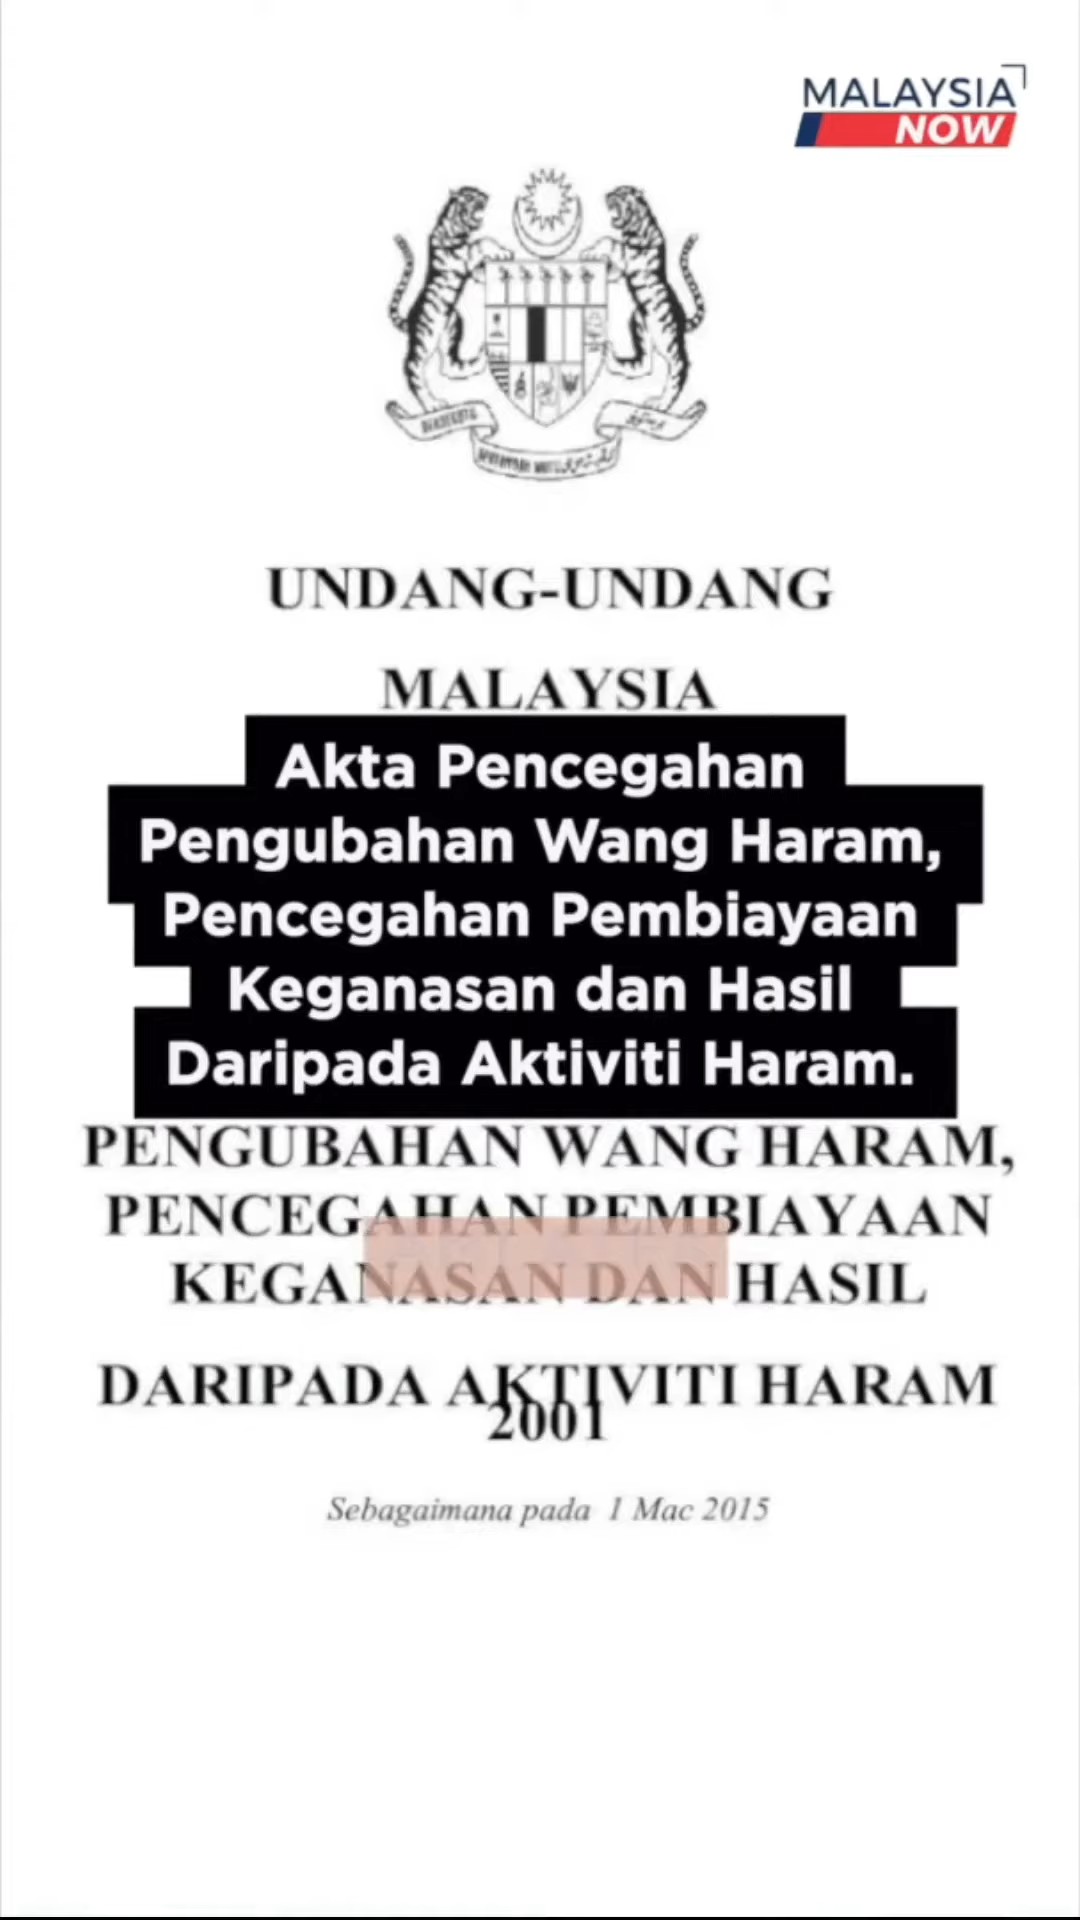 MALAYSIA
NOW
UNDANG-UNDANG
MALAYSIA
Akta Pencegahan
Pengubahan Wang Haram,
Pencegahan Pembiayaan
Keganasan dan Hasil
Daripada Aktiviti Haram.
PENGUBAHAN WANG HARAM,
PENCEGAHAN PEMBIAYAAN
KEGANASAN DAN HASIL
DARIPADA AKTIVITI HARAM
2001
Sebagaimana pada 1 Mac 2015